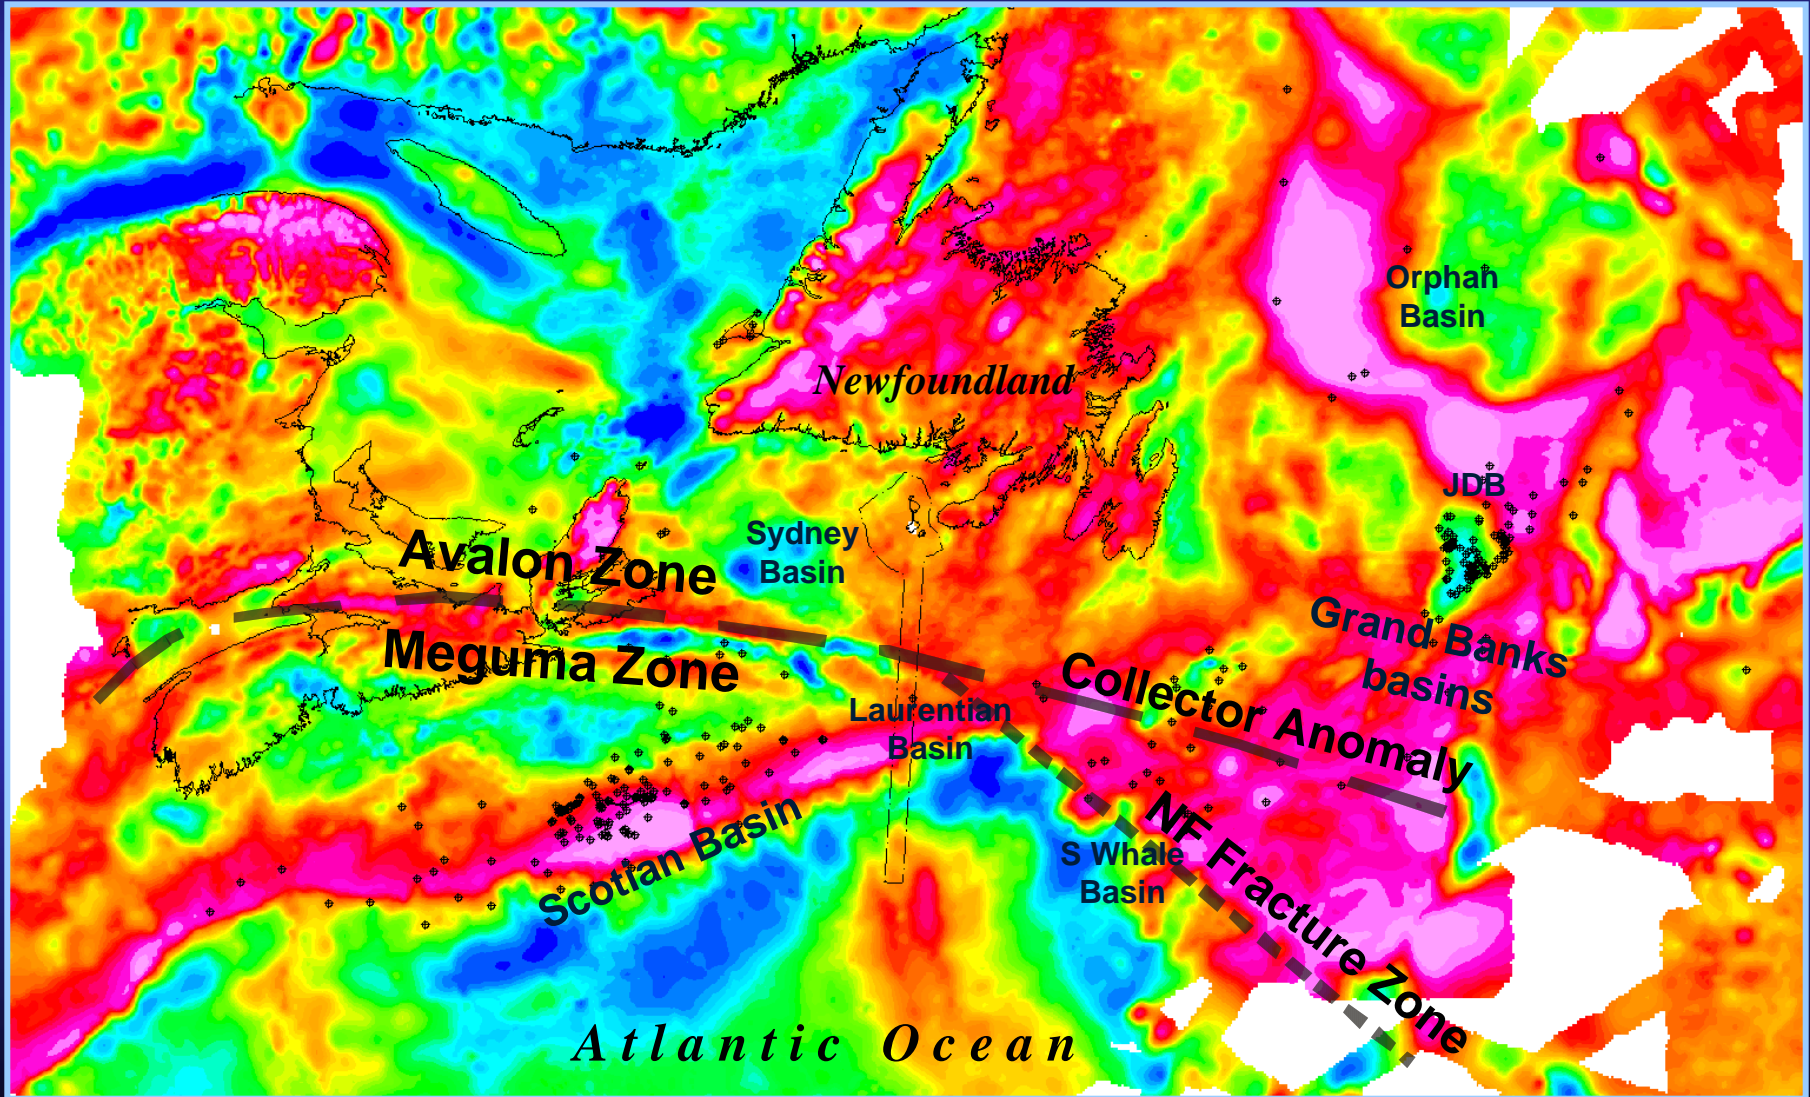 Orphan
Basin
Newfoundland
JDB
Sydney
Basin
Avalon Zone
Grand Banks
basins
Meguma Zone
Collector Anomaly
Laurentian
Basin
NF Fracture Zone
S Whale
Basin
Scotian Basin
Atlantic Ocean